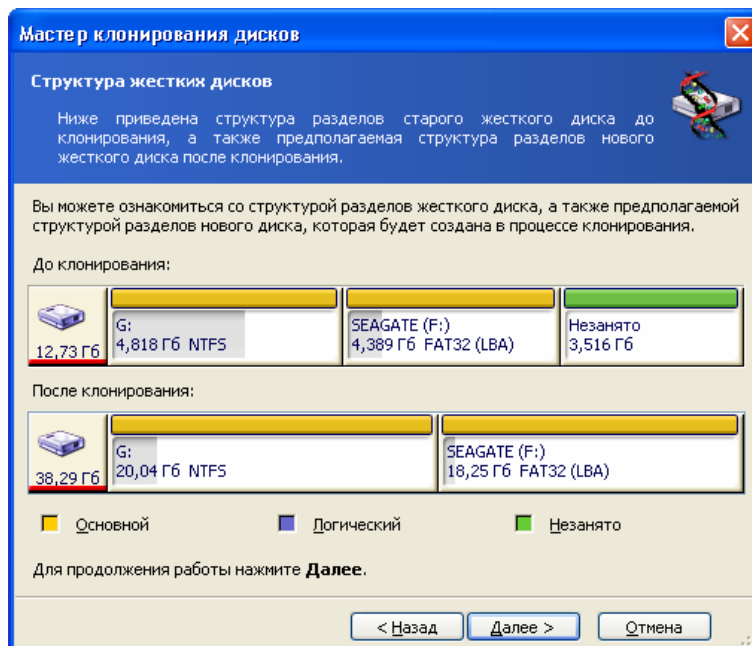 Мастер клонирования дисков
Структура жестких дисков
Ниже приведена структура разделов старого жесткого диска до
клонирования, а также предполагаемая структура разделов нового
жесткого диска после клонирования.
Вы можете ознакомиться со структурой разделов жесткого диска, а также предполагаемой
структурой разделов нового диска, которая будет создана в процессе клонирования.
До клонирования:
12,73 Гб
G:
4,818 Гб NTFS
SEAGATE (F:)
4,389 Гб FAT32 (LBA)
Незанято
3,516 Гб
После клонирования:
38,29 Гб
G:
20,04 Гб NTFS
SEAGATE (F:)
18,25 Гб FAT32 (LBA)
Основной
Логический
Незанято
Для продолжения работы нажмите Далее.
< Назад
Далее >
Отмена